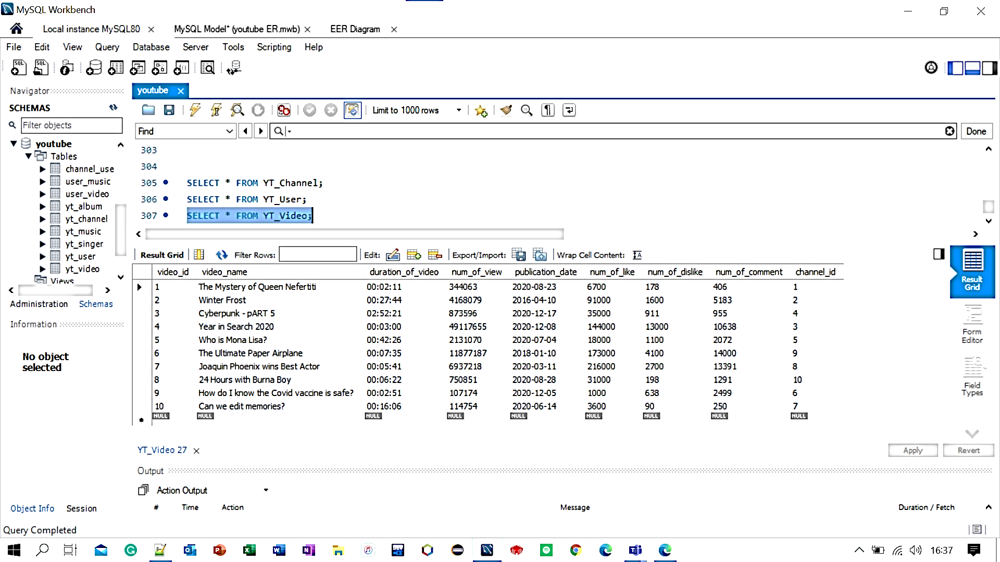 MySQL Workbench
Local instance MySQL80
MySQL Model* (youtube ER.mwb)
EER Diagram
File Edit View Query Database Server Tools Scripting Help
Navigator
SCHEMAS
Filter objects
youtube
Tables
channel_use
user_music
user_video
yt_album
yt_channel
yt_music
yt_singer
yt_user
yt_video
Views
Administration Schemas
Information
No object
selected
Object Info Session
Query Completed
youtube
Limit to 1000 rows
Find
Done
303
304
305 SELECT * FROM YT_Channel;
306 SELECT * FROM YT_User;
307 SELECT * FROM YT_Video;
Result Grid Filter Rows: Edit: Export/Import: Wrap Cell Content:
video_id video_name duration_of_video num_of_view publication_date num_of_like num_of_dislike num_of_comment channel_id
1 The Mystery of Queen Nefertiti 00:02:11 344063 2020-08-23 6700 178 406 1
2 Winter Frost 00:27:44 4168079 2016-04-10 91000 1600 5183 2
3 Cyberpunk - pART 5 02:52:21 873596 2020-12-17 35000 911 955 4
4 Year in Search 2020 00:03:00 49117655 2020-12-08 144000 13000 10638 3
5 Who is Mona Lisa? 00:42:26 2131070 2020-07-04 18000 1100 2072 5
6 The Ultimate Paper Airplane 00:07:35 11877187 2018-01-10 173000 4100 14000 9
7 Joaquin Phoenix wins Best Actor 00:05:41 6937218 2020-03-11 216000 2700 13391 8
8 24 Hours with Burna Boy 00:06:22 750851 2020-08-28 31000 198 1291 10
9 How do I know the Covid vaccine is safe? 00:02:51 107174 2020-12-05 1000 638 2499 6
10 Can we edit memories? 00:16:06 114754 2020-06-14 3600 90 250 7
NULL NULL NULL NULL NULL NULL NULL NULL NULL
Result
Grid
Form
Editor
Field
Types
YT_Video 27
Apply Revert
Output
Action Output
# Time Action Message Duration / Fetch
16:37